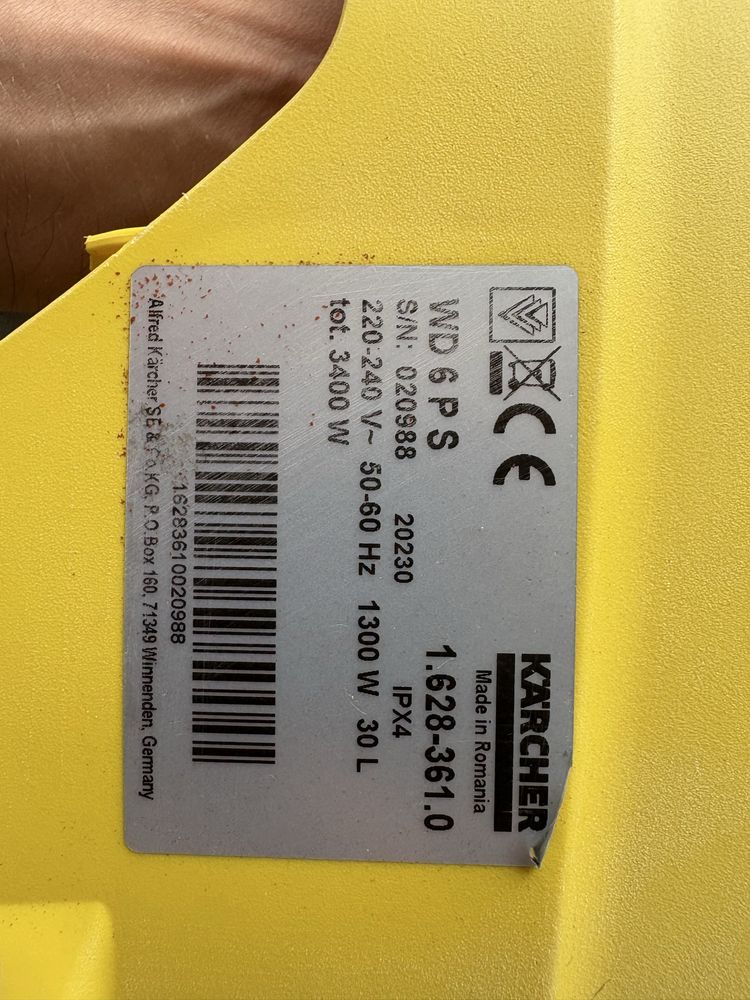 KÄRCHER
Made in Romania
WD 6 P S 1.628-361.0
S/N: 020988 20230 IPX4
220-240 V~ 50-60 Hz 1300 W 30 L
tot. 3400 W
16283610020988
Alfred Kärcher SE & Co. KG, P.O.Box 160, 71349 Winnenden, Germany